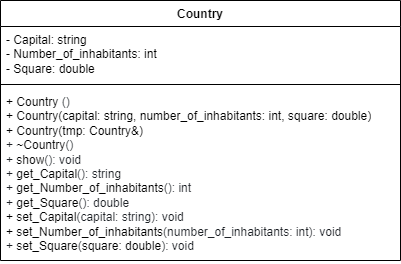 Country
- Capital: string
- Number_of_inhabitants: int
- Square: double
+ Country ()
+ Country(capital: string, number_of_inhabitants: int, square: double)
+ Country(tmp: Country&)
+ ~Country()
+ show(): void
+ get_Capital(): string
+ get_Number_of_inhabitants(): int
+ get_Square(): double
+ set_Capital(capital: string): void
+ set_Number_of_inhabitants(number_of_inhabitants: int): void
+ set_Square(square: double): void